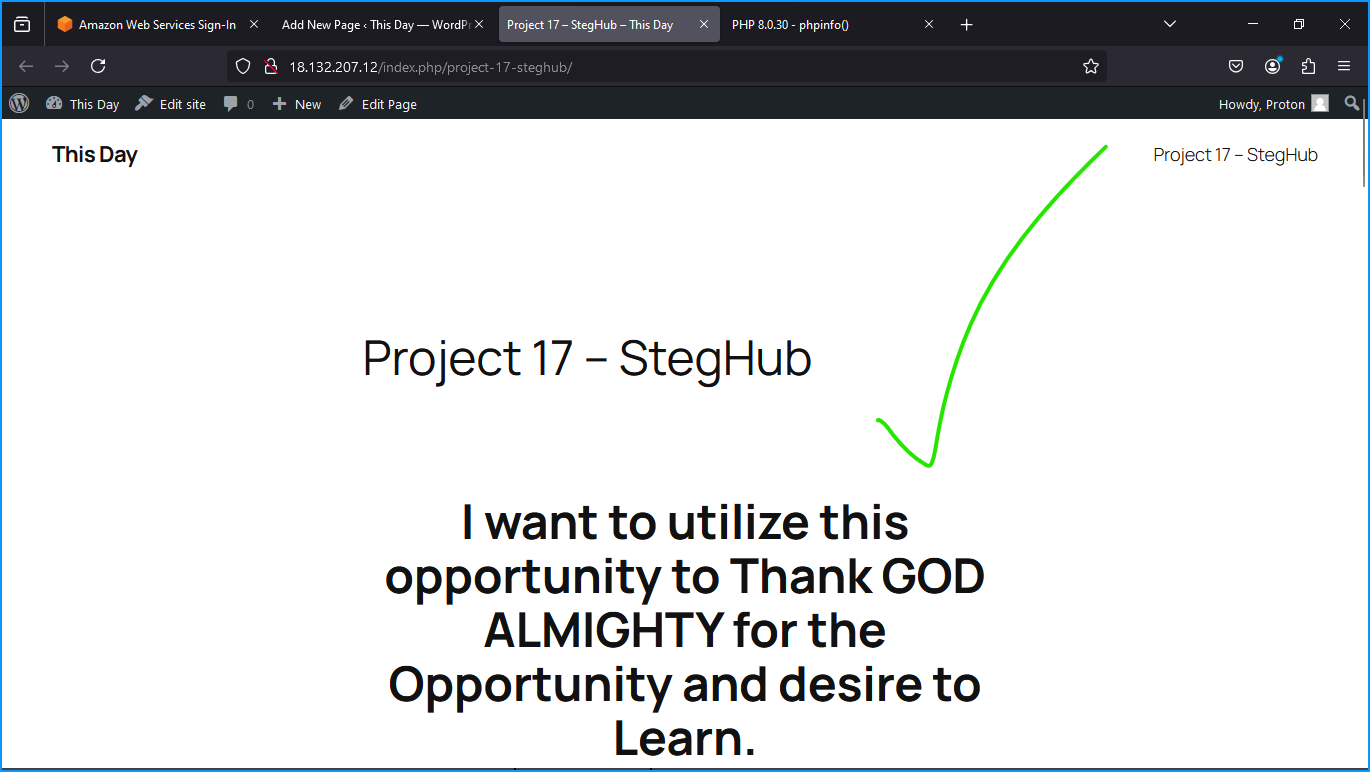 Amazon Web Services Sign-In
Add New Page ‹ This Day — WordPr
Project 17 – StegHub – This Day
PHP 8.0.30 - phpinfo()
18.132.207.12/index.php/project-17-steghub/
This Day
Edit site
0
New
Edit Page
Howdy, Proton
This Day
Project 17 – StegHub
Project 17 – StegHub
I want to utilize this
opportunity to Thank GOD
ALMIGHTY for the
Opportunity and desire to
Learn.